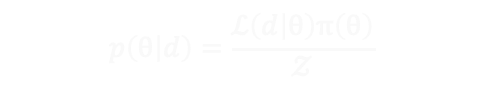 p(θ|d) = ℒ(d|θ)π(θ) / 𝒵